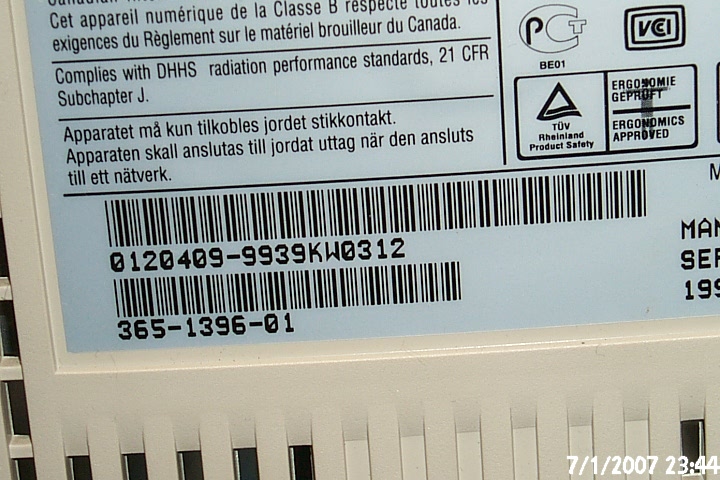 Cet appareil numérique de la Classe B respecte toutes les
exigences du Règlement sur le matériel brouilleur du Canada.
Complies with DHHS radiation performance standards, 21 CFR
Subchapter J.
Apparatet må kun tilkobles jordet stikkontakt.
Apparaten skall anslutas till jordat uttag när den ansluts
till ett nätverk.
PCT
BE01
VCI
TÜV
Rheinland
Product Safety
ERGONOMIE
GEPRÜFT
ERGONOMICS
APPROVED
0120409-9939KW0312
365-1396-01
M
MAN
SER
199
7/1/2007 23:44